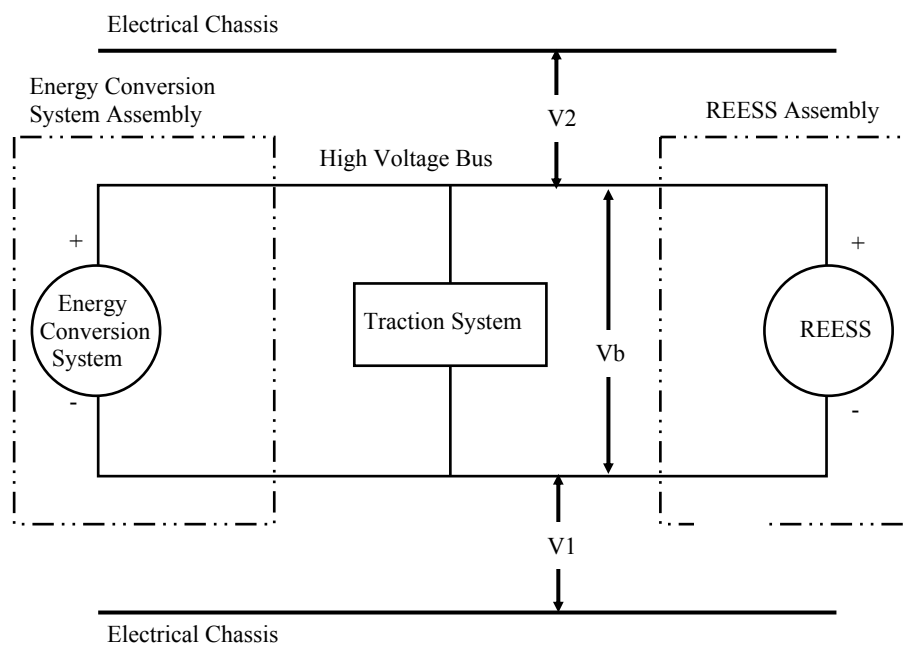 Electrical Chassis
Energy Conversion
System Assembly
V2
REESS Assembly
High Voltage Bus
+
+
Energy
Conversion
System
Traction System
Vb
REESS
-
-
V1
Electrical Chassis